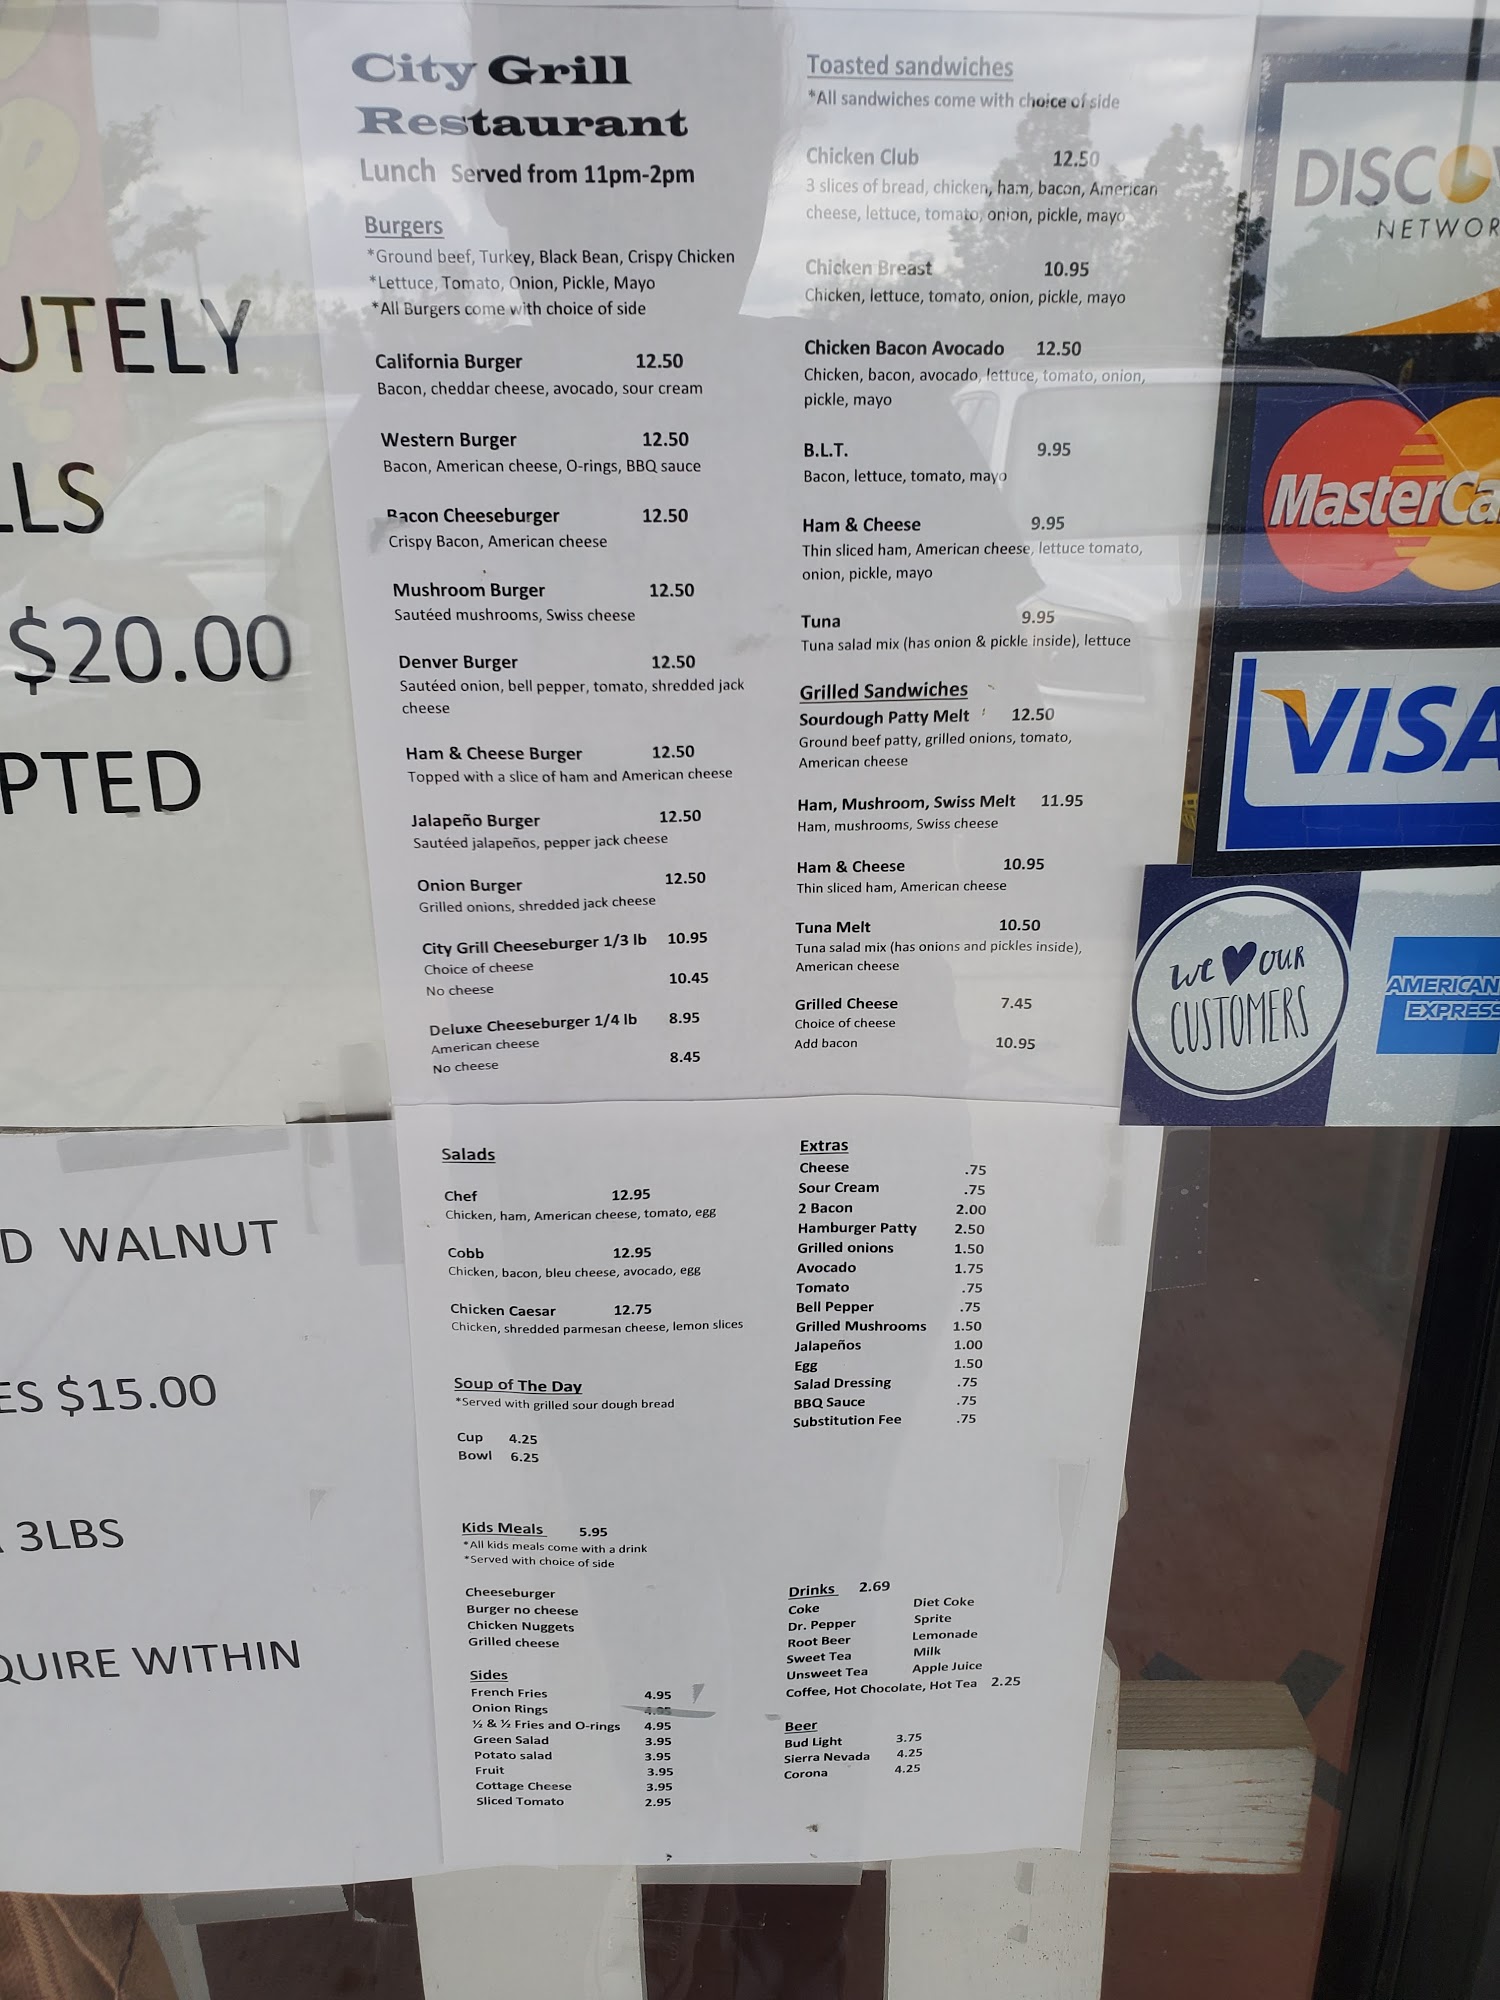 UTELY
LLS
$20.00
PTED
D WALNUT
ES $15.00
3LBS
QUIRE WITHIN
City Grill
Restaurant
Lunch Served from 11pm-2pm
Burgers
*Ground beef, Turkey, Black Bean, Crispy Chicken
*Lettuce, Tomato, Onion, Pickle, Mayo
*All Burgers come with choice of side
California Burger 12.50
Bacon, cheddar cheese, avocado, sour cream
Western Burger 12.50
Bacon, American cheese, O-rings, BBQ sauce
Bacon Cheeseburger 12.50
Crispy Bacon, American cheese
Mushroom Burger 12.50
Sautéed mushrooms, Swiss cheese
Denver Burger 12.50
Sautéed onion, bell pepper, tomato, shredded jack
cheese
Ham & Cheese Burger 12.50
Topped with a slice of ham and American cheese
Jalapeño Burger 12.50
Sautéed jalapeños, pepper jack cheese
Onion Burger 12.50
Grilled onions, shredded jack cheese
City Grill Cheeseburger 1/3 lb 10.95
Choice of cheese
No cheese 10.45
Deluxe Cheeseburger 1/4 lb 8.95
American cheese
No cheese 8.45
Toasted sandwiches
*All sandwiches come with choice of side
Chicken Club 12.50
3 slices of bread, chicken, ham, bacon, American
cheese, lettuce, tomato, onion, pickle, mayo
Chicken Breast 10.95
Chicken, lettuce, tomato, onion, pickle, mayo
Chicken Bacon Avocado 12.50
Chicken, bacon, avocado, lettuce, tomato, onion,
pickle, mayo
B.L.T. 9.95
Bacon, lettuce, tomato, mayo
Ham & Cheese 9.95
Thin sliced ham, American cheese, lettuce tomato,
onion, pickle, mayo
Tuna 9.95
Tuna salad mix (has onion & pickle inside), lettuce
Grilled Sandwiches
Sourdough Patty Melt 12.50
Ground beef patty, grilled onions, tomato,
American cheese
Ham, Mushroom, Swiss Melt 11.95
Ham, mushrooms, Swiss cheese
Ham & Cheese 10.95
Thin sliced ham, American cheese
Tuna Melt 10.50
Tuna salad mix (has onions and pickles inside),
American cheese
Grilled Cheese 7.45
Choice of cheese
Add bacon 10.95
Salads
Chef 12.95
Chicken, ham, American cheese, tomato, egg
Cobb 12.95
Chicken, bacon, bleu cheese, avocado, egg
Chicken Caesar 12.75
Chicken, shredded parmesan cheese, lemon slices
Soup of The Day
*Served with grilled sour dough bread
Cup 4.25
Bowl 6.25
Kids Meals 5.95
*All kids meals come with a drink
*Served with choice of side
Cheeseburger
Burger no cheese
Chicken Nuggets
Grilled cheese
Sides
French Fries 4.95
Onion Rings 4.95
½ & ½ Fries and O-rings 4.95
Green Salad 3.95
Potato salad 3.95
Fruit 3.95
Cottage Cheese 3.95
Sliced Tomato 2.95
Extras
Cheese .75
Sour Cream .75
2 Bacon 2.00
Hamburger Patty 2.50
Grilled onions 1.50
Avocado 1.75
Tomato .75
Bell Pepper .75
Grilled Mushrooms 1.50
Jalapeños 1.00
Egg 1.50
Salad Dressing .75
BBQ Sauce .75
Substitution Fee .75
Drinks 2.69
Coke Diet Coke
Dr. Pepper Sprite
Root Beer Lemonade
Sweet Tea Milk
Unsweet Tea Apple Juice
Coffee, Hot Chocolate, Hot Tea 2.25
Beer
Bud Light 3.75
Sierra Nevada 4.25
Corona 4.25
DISCOV
NETWOR
MasterCa
VISA
we our
CUSTOMERS
AMERICAN
EXPRESS